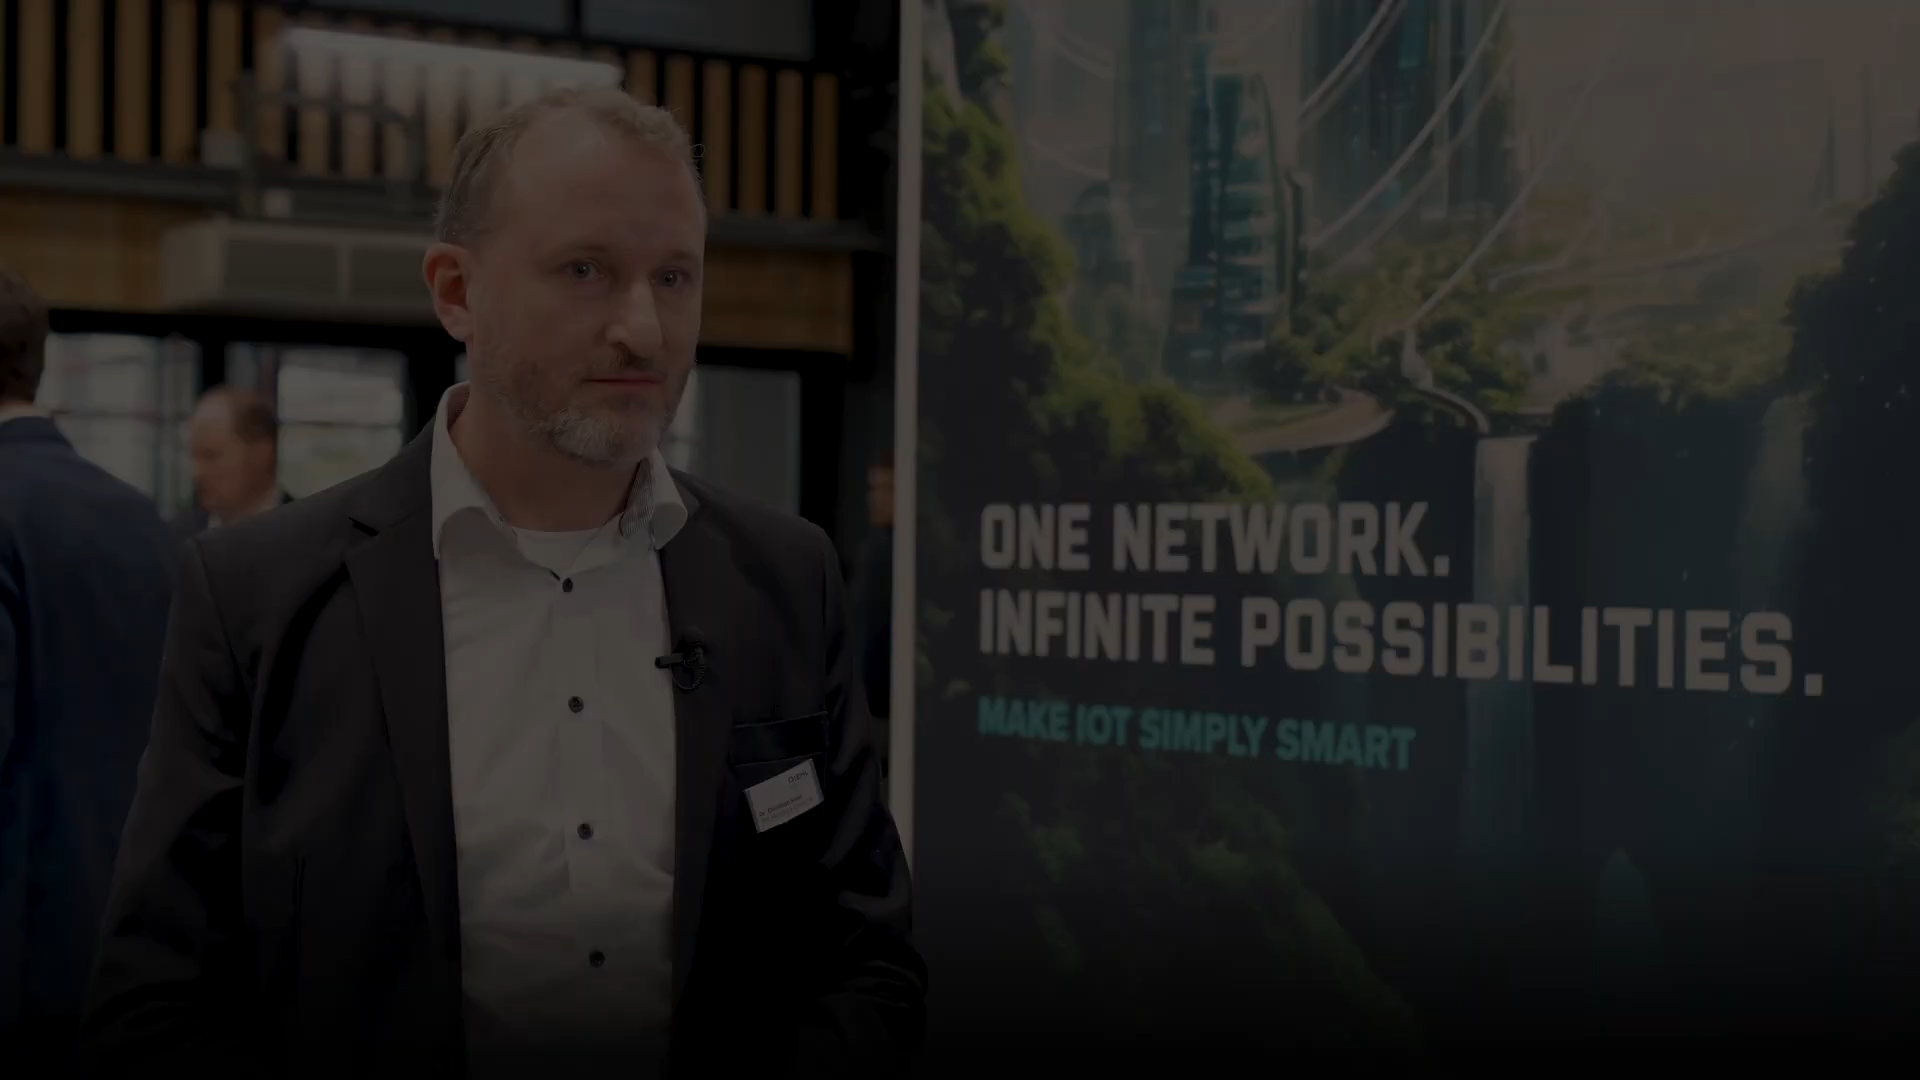 ONE NETWORK.
INFINITE POSSIBILITIES.
MAKE IOT SIMPLY SMART